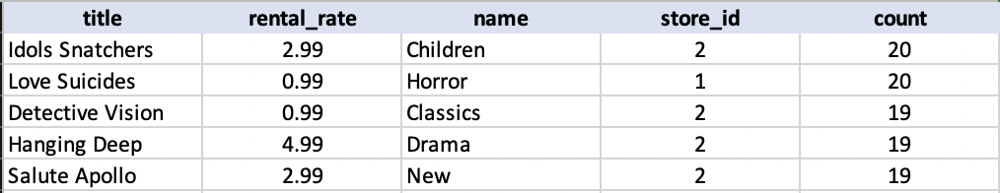 title rental_rate name store_id count
Idols Snatchers 2.99 Children 2 20
Love Suicides 0.99 Horror 1 20
Detective Vision 0.99 Classics 2 19
Hanging Deep 4.99 Drama 2 19
Salute Apollo 2.99 New 2 19